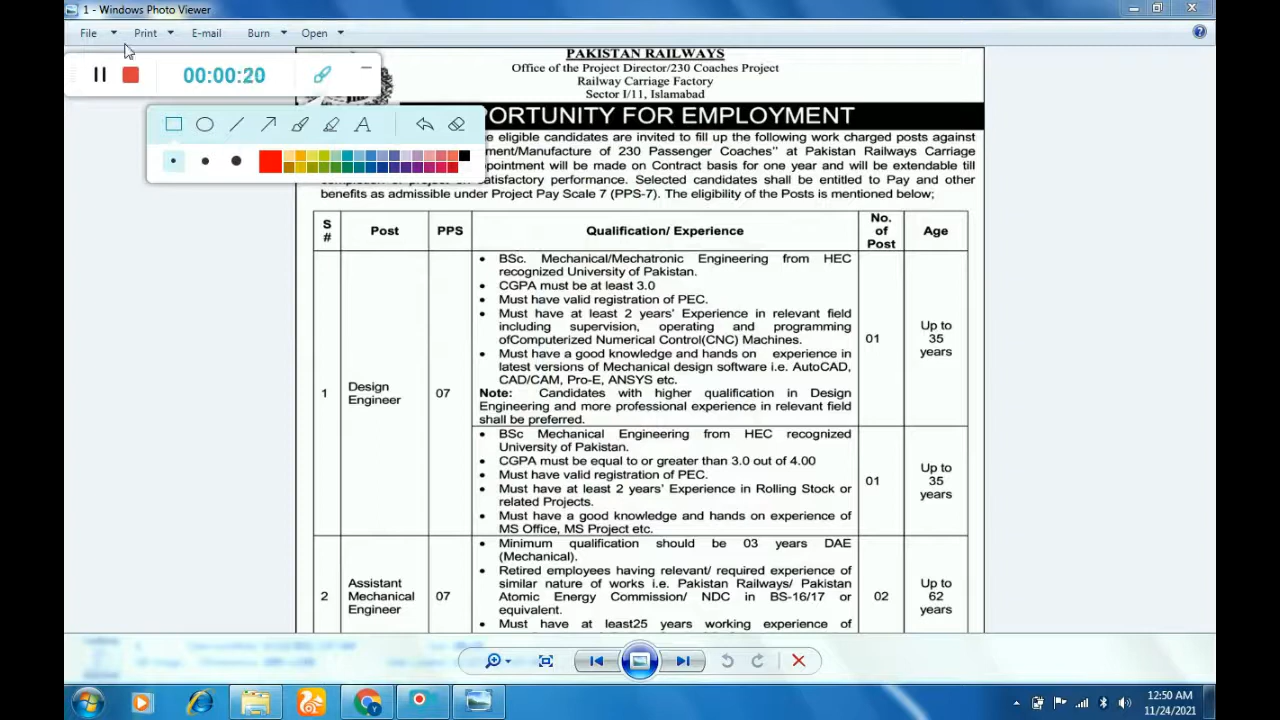 1 - Windows Photo Viewer
File Print E-mail Burn Open
00:00:20
A
PAKISTAN RAILWAYS
Office of the Project Director/230 Coaches Project
Railway Carriage Factory
Sector I/11, Islamabad
PORTUNITY FOR EMPLOYMENT
e eligible candidates are invited to fill up the following work charged posts against
ment/Manufacture of 230 Passenger Coaches" at Pakistan Railways Carriage
pointment will be made on Contract basis for one year and will be extendable till
completion of project on satisfactory performance. Selected candidates shall be entitled to Pay and other
benefits as admissible under Project Pay Scale 7 (PPS-7). The eligibility of the Posts is mentioned below;
S # Post PPS Qualification/ Experience No. of Post Age
1 Design Engineer 07
• BSc. Mechanical/Mechatronic Engineering from HEC
recognized University of Pakistan.
• CGPA must be at least 3.0
• Must have valid registration of PEC.
• Must have at least 2 years' Experience in relevant field
including supervision, operating and programming
ofComputerized Numerical Control(CNC) Machines.
• Must have a good knowledge and hands on experience in
latest versions of Mechanical design software i.e. AutoCAD,
CAD/CAM, Pro-E, ANSYS etc.
Note: Candidates with higher qualification in Design
Engineering and more professional experience in relevant field
shall be preferred.
01 Up to 35 years
• BSc Mechanical Engineering from HEC recognized
University of Pakistan.
• CGPA must be equal to or greater than 3.0 out of 4.00
• Must have valid registration of PEC.
• Must have at least 2 years' Experience in Rolling Stock or
related Projects.
• Must have a good knowledge and hands on experience of
MS Office, MS Project etc.
01 Up to 35 years
2 Assistant Mechanical Engineer 07
• Minimum qualification should be 03 years DAE
(Mechanical).
• Retired employees having relevant/ required experience of
similar nature of works i.e. Pakistan Railways/ Pakistan
Atomic Energy Commission/ NDC in BS-16/17 or
equivalent.
• Must have at least25 years working experience of
02 Up to 62 years
12:50 AM
11/24/2021